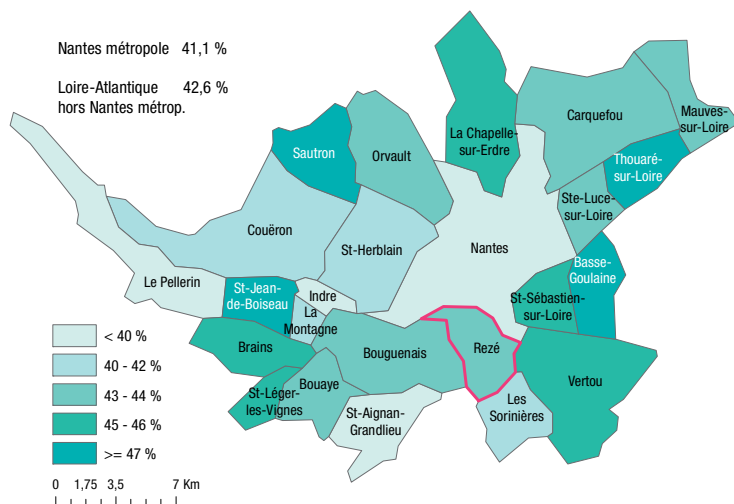 Nantes métropole 41,1 %
Loire-Atlantique 42,6 %
hors Nantes métrop.
La Chapelle-
sur-Erdre
Carquefou
Mauves-
sur-Loire
Sautron
Orvault
Thouaré-
sur-Loire
Ste-Luce-
sur-Loire
Couëron
St-Herblain
Nantes
Basse-
Goulaine
Le Pellerin
St-Jean-
de-Boiseau
Indre
La
Montagne
St-Sébastien-
sur-Loire
Brains
Bouguenais
Rezé
Vertou
St-Léger-
les-Vignes
Bouaye
St-Aignan-
Grandlieu
Les
Sorinières
< 40 %
40 - 42 %
43 - 44 %
45 - 46 %
>= 47 %
0 1,75 3,5 7 Km